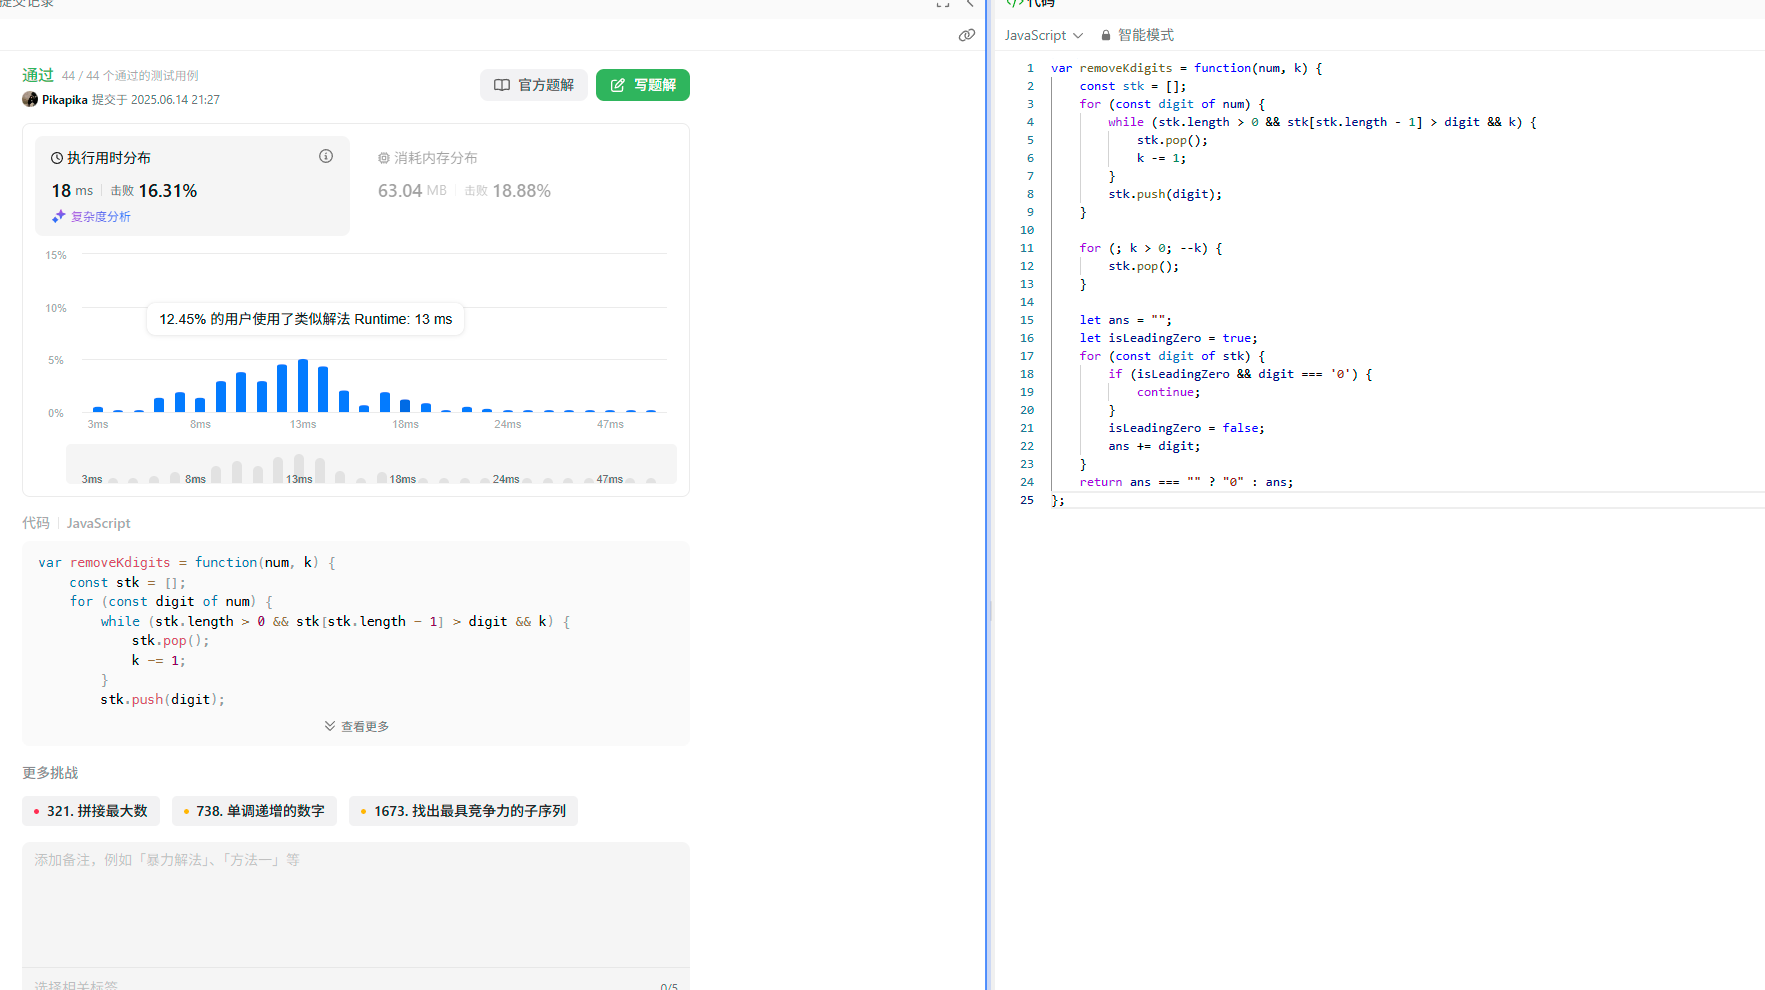 提交记录
通过 44 / 44 个通过的测试用例
Pikapika 提交于 2025.06.14 21:27
官方题解
写题解
执行用时分布
18 ms 击败 16.31%
复杂度分析
消耗内存分布
63.04 MB 击败 18.88%
15%
10%
5%
0%
12.45% 的用户使用了类似解法 Runtime: 13 ms
3ms 8ms 13ms 18ms 24ms 47ms
3ms 8ms 13ms 18ms 24ms 47ms
代码 JavaScript
var removeKdigits = function(num, k) {
    const stk = [];
    for (const digit of num) {
        while (stk.length > 0 && stk[stk.length - 1] > digit && k) {
            stk.pop();
            k -= 1;
        }
        stk.push(digit);
查看更多
更多挑战
321. 拼接最大数
738. 单调递增的数字
1673. 找出最具竞争力的子序列
添加备注，例如「暴力解法」、「方法一」等
选择相关标签 0/5
代码
JavaScript 智能模式
1 var removeKdigits = function(num, k) {
2     const stk = [];
3     for (const digit of num) {
4         while (stk.length > 0 && stk[stk.length - 1] > digit && k) {
5             stk.pop();
6             k -= 1;
7         }
8         stk.push(digit);
9     }
10
11     for (; k > 0; --k) {
12         stk.pop();
13     }
14
15     let ans = "";
16     let isLeadingZero = true;
17     for (const digit of stk) {
18         if (isLeadingZero && digit === '0') {
19             continue;
20         }
21         isLeadingZero = false;
22         ans += digit;
23     }
24     return ans === "" ? "0" : ans;
25 };